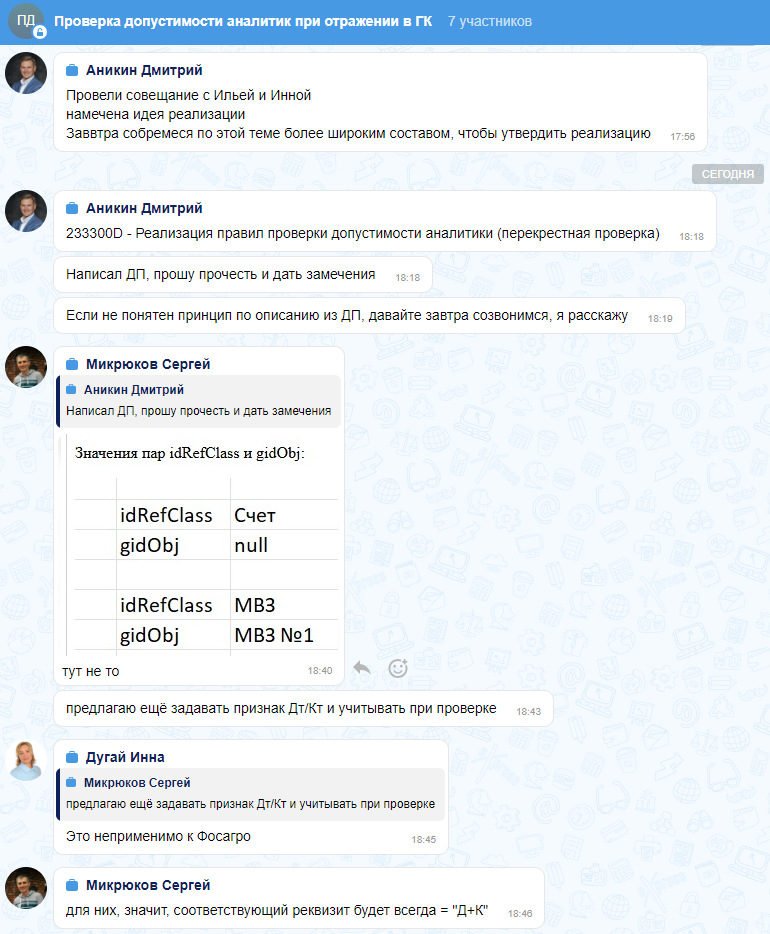 ПД
Проверка допустимости аналитик при отражении в ГК 7 участников
Аникин Дмитрий
Провели совещание с Ильей и Инной
намечена идея реализации
Заввтра собремеся по этой теме более широким составом, чтобы утвердить реализацию 17:56
СЕГОДНЯ
Аникин Дмитрий
233300D - Реализация правил проверки допустимости аналитики (перекрестная проверка) 18:18
Написал ДП, прошу прочесть и дать замечения 18:18
Если не понятен принцип по описанию из ДП, давайте завтра созвонимся, я расскажу 18:19
Микрюков Сергей
Аникин Дмитрий
Написал ДП, прошу прочесть и дать замечения
Значения пар idRefClass и gidObj:
idRefClass Счет
gidObj null
idRefClass МВЗ
gidObj МВЗ №1
тут не то 18:40
предлагаю ещё задавать признак Дт/Кт и учитывать при проверке 18:43
Дугай Инна
Микрюков Сергей
предлагаю ещё задавать признак Дт/Кт и учитывать при проверке
Это неприменимо к Фосагро 18:45
Микрюков Сергей
для них, значит, соответствующий реквизит будет всегда = "Д+К" 18:46